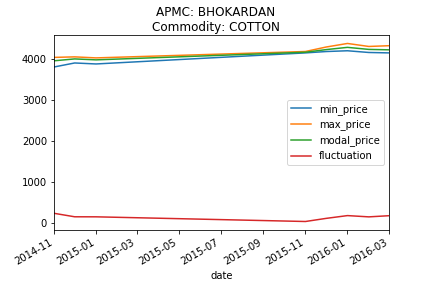 APMC: BHOKARDAN
Commodity: COTTON
4000
3000
2000
1000
0
min_price
max_price
modal_price
fluctuation
2014-11
2015-01
2015-03
2015-05
2015-07
2015-09
2015-11
2016-01
2016-03
date